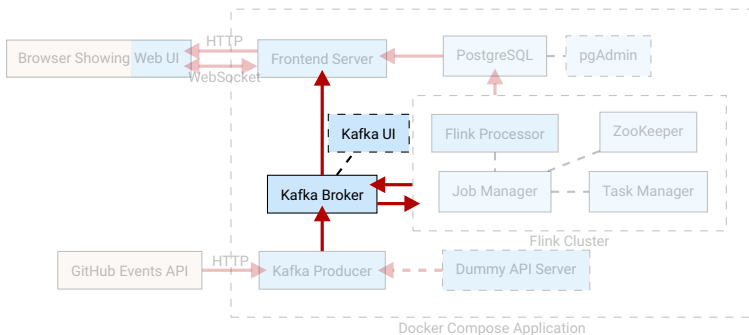 HTTP
Browser Showing Web UI
WebSocket
Frontend Server
PostgreSQL
pgAdmin
Kafka UI
Flink Processor
ZooKeeper
Kafka Broker
Job Manager
Task Manager
Flink Cluster
GitHub Events API
HTTP
Kafka Producer
Dummy API Server
Docker Compose Application